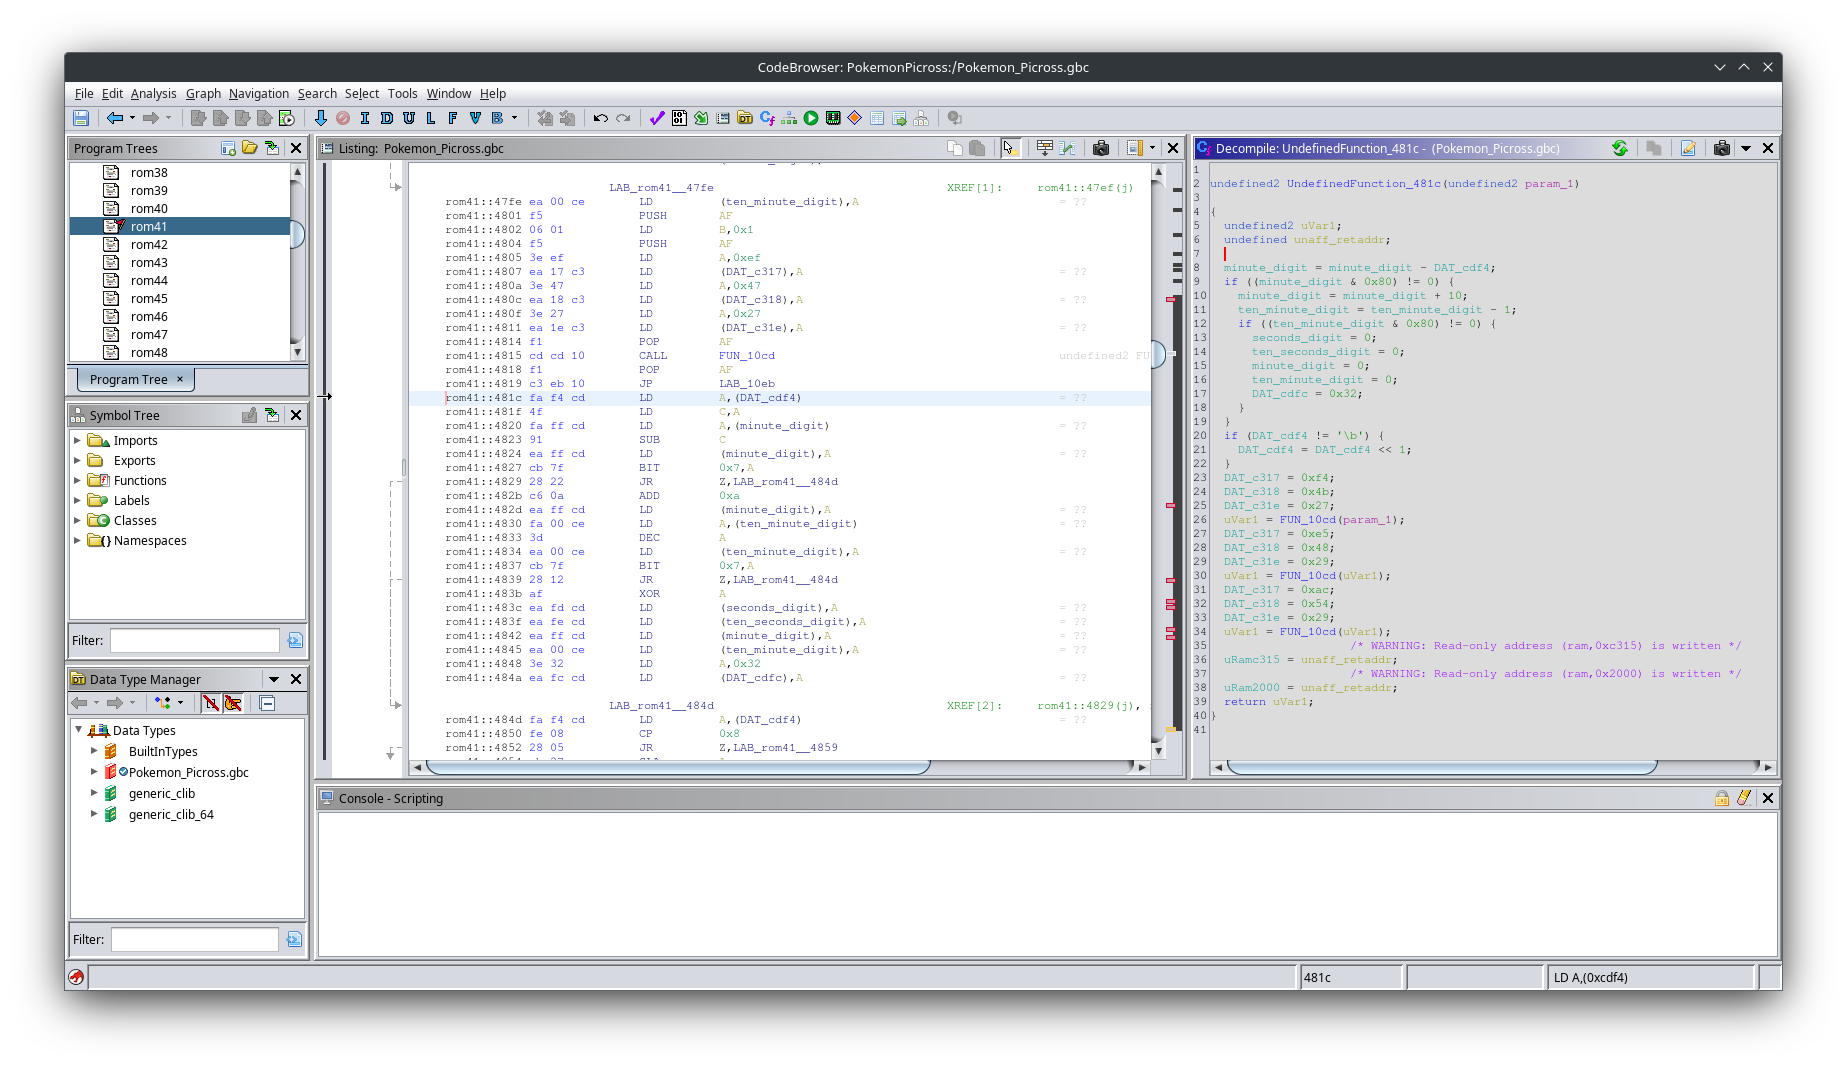 CodeBrowser: PokemonPicross:/Pokemon_Picross.gbc
File Edit Analysis Graph Navigation Search Select Tools Window Help
I D U L F V B
Program Trees
rom38
rom39
rom40
rom41
rom42
rom43
rom44
rom45
rom46
rom47
rom48
Program Tree ×
Symbol Tree
Imports
Exports
Functions
Labels
Classes
Namespaces
Filter:
Data Type Manager
Data Types
BuiltInTypes
Pokemon_Picross.gbc
generic_clib
generic_clib_64
Filter:
Listing: Pokemon_Picross.gbc
LAB_rom41__47fe XREF[1]: rom41::47ef(j)
rom41::47fe ea 00 ce LD (ten_minute_digit),A = ??
rom41::4801 f5 PUSH AF
rom41::4802 06 01 LD B,0x1
rom41::4804 f5 PUSH AF
rom41::4805 3e ef LD A,0xef
rom41::4807 ea 17 c3 LD (DAT_c317),A = ??
rom41::480a 3e 47 LD A,0x47
rom41::480c ea 18 c3 LD (DAT_c318),A = ??
rom41::480f 3e 27 LD A,0x27
rom41::4811 ea 1e c3 LD (DAT_c31e),A = ??
rom41::4814 f1 POP AF
rom41::4815 cd cd 10 CALL FUN_10cd undefined2 FU
rom41::4818 f1 POP AF
rom41::4819 c3 eb 10 JP LAB_10eb
rom41::481c fa f4 cd LD A,(DAT_cdf4) = ??
rom41::481f 4f LD C,A
rom41::4820 fa ff cd LD A,(minute_digit) = ??
rom41::4823 91 SUB C
rom41::4824 ea ff cd LD (minute_digit),A = ??
rom41::4827 cb 7f BIT 0x7,A
rom41::4829 28 22 JR Z,LAB_rom41__484d
rom41::482b c6 0a ADD 0xa
rom41::482d ea ff cd LD (minute_digit),A = ??
rom41::4830 fa 00 ce LD A,(ten_minute_digit) = ??
rom41::4833 3d DEC A
rom41::4834 ea 00 ce LD (ten_minute_digit),A = ??
rom41::4837 cb 7f BIT 0x7,A
rom41::4839 28 12 JR Z,LAB_rom41__484d
rom41::483b af XOR A
rom41::483c ea fd cd LD (seconds_digit),A = ??
rom41::483f ea fe cd LD (ten_seconds_digit),A = ??
rom41::4842 ea ff cd LD (minute_digit),A = ??
rom41::4845 ea 00 ce LD (ten_minute_digit),A = ??
rom41::4848 3e 32 LD A,0x32
rom41::484a ea fc cd LD (DAT_cdfc),A = ??
LAB_rom41__484d XREF[2]: rom41::4829(j),
rom41::484d fa f4 cd LD A,(DAT_cdf4) = ??
rom41::4850 fe 08 CP 0x8
rom41::4852 28 05 JR Z,LAB_rom41__4859
Decompile: UndefinedFunction_481c - (Pokemon_Picross.gbc)
1
2 undefined2 UndefinedFunction_481c(undefined2 param_1)
3
4 {
5 undefined2 uVar1;
6 undefined unaff_retaddr;
7
8 minute_digit = minute_digit - DAT_cdf4;
9 if ((minute_digit & 0x80) != 0) {
10 minute_digit = minute_digit + 10;
11 ten_minute_digit = ten_minute_digit - 1;
12 if ((ten_minute_digit & 0x80) != 0) {
13 seconds_digit = 0;
14 ten_seconds_digit = 0;
15 minute_digit = 0;
16 ten_minute_digit = 0;
17 DAT_cdfc = 0x32;
18 }
19 }
20 if (DAT_cdf4 != '\b') {
21 DAT_cdf4 = DAT_cdf4 << 1;
22 }
23 DAT_c317 = 0xf4;
24 DAT_c318 = 0x4b;
25 DAT_c31e = 0x27;
26 uVar1 = FUN_10cd(param_1);
27 DAT_c317 = 0xe5;
28 DAT_c318 = 0x48;
29 DAT_c31e = 0x29;
30 uVar1 = FUN_10cd(uVar1);
31 DAT_c317 = 0xac;
32 DAT_c318 = 0x54;
33 DAT_c31e = 0x29;
34 uVar1 = FUN_10cd(uVar1);
35 /* WARNING: Read-only address (ram,0xc315) is written */
36 uRamc315 = unaff_retaddr;
37 /* WARNING: Read-only address (ram,0x2000) is written */
38 uRam2000 = unaff_retaddr;
39 return uVar1;
40 }
41
Console - Scripting
481c
LD A,(0xcdf4)